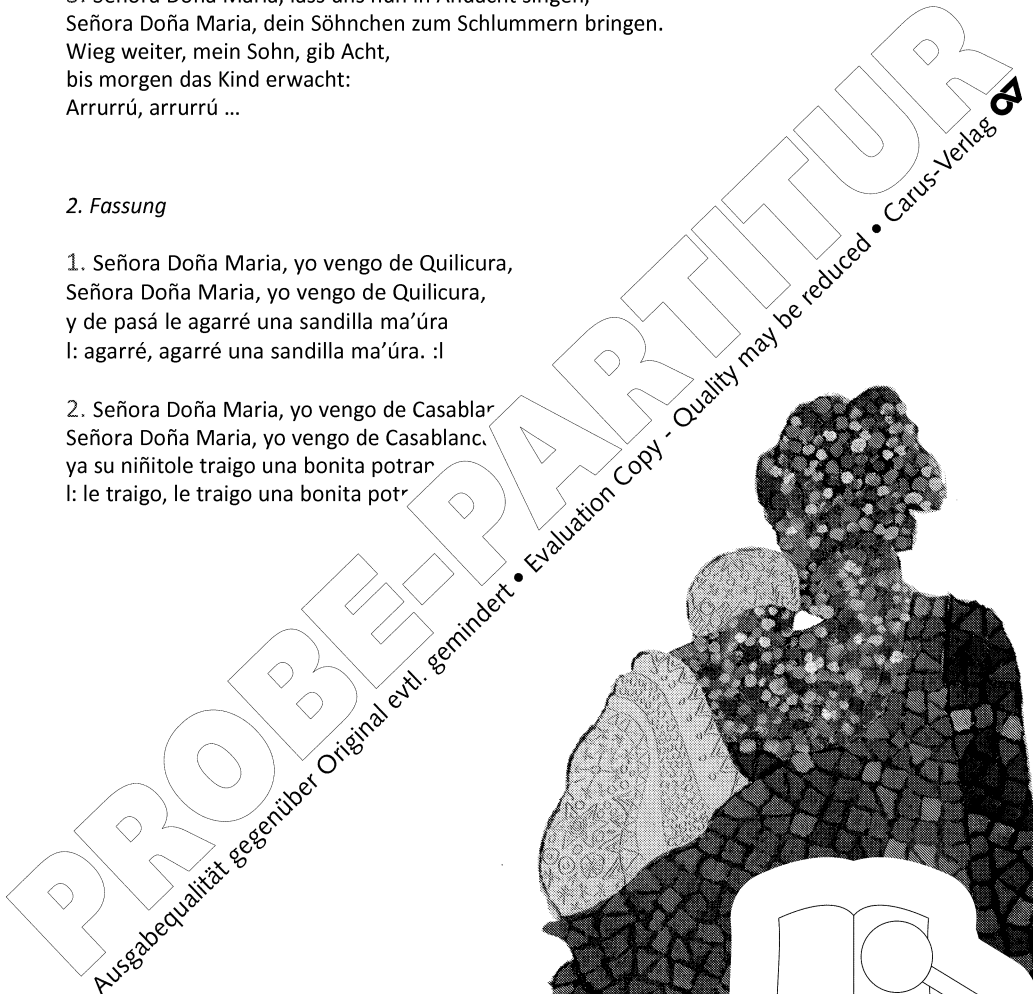 Señora Doña Maria, dein Söhnchen zum Schlummern bringen.
Wieg weiter, mein Sohn, gib Acht,
bis morgen das Kind erwacht:
Arrurrú, arrurrú ...
2. Fassung
1. Señora Doña Maria, yo vengo de Quilicura,
Señora Doña Maria, yo vengo de Quilicura,
y de pasá le agarré una sandilla ma’úra
l: agarré, agarré una sandilla ma’úra. :l
2. Señora Doña Maria, yo vengo de
Señora Doña Maria, yo vengo de
ya su niñitole traigo una bonita
l: le traigo, le traigo una bonita
PROBE-PARTITUR
Ausgabequalität gegenüber Original evtl. gemindert • Evaluation Copy - Quality may be reduced • Carus-Verlag